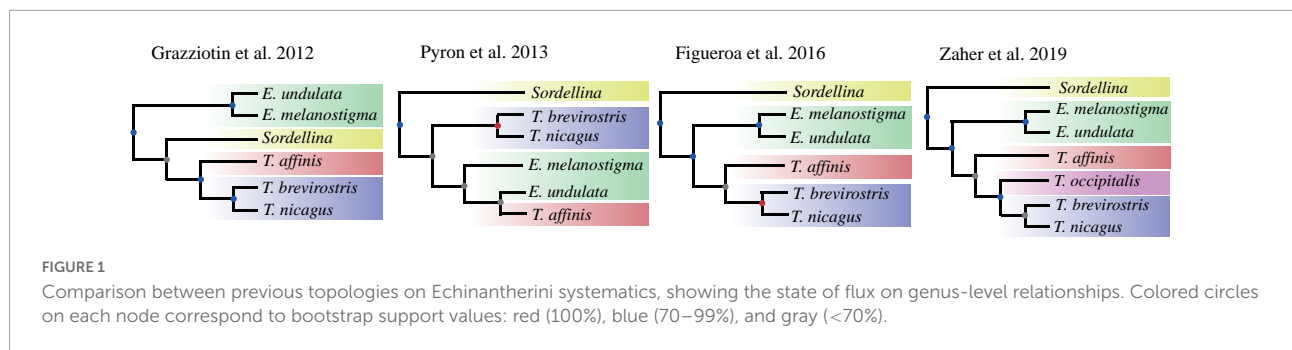 Grazziotin et al. 2012
E. undulata
E. melanostigma
Sordellina
T. affinis
T. brevirostris
T. nicagus
Pyron et al. 2013
Sordellina
T. brevirostris
T. nicagus
E. melanostigma
E. undulata
T. affinis
Figueroa et al. 2016
Sordellina
E. melanostigma
E. undulata
T. affinis
T. brevirostris
T. nicagus
Zaher et al. 2019
Sordellina
E. melanostigma
E. undulata
T. affinis
T. occipitalis
T. brevirostris
T. nicagus
FIGURE 1
Comparison between previous topologies on Echinantherini systematics, showing the state of flux on genus-level relationships. Colored circles
on each node correspond to bootstrap support values: red (100%), blue (70–99%), and gray (<70%).